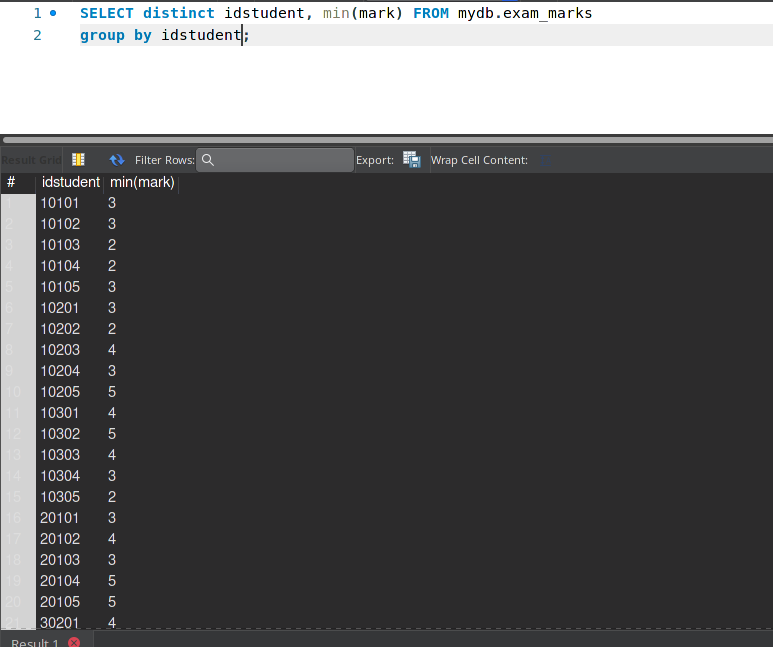 1 SELECT distinct idstudent, min(mark) FROM mydb.exam_marks
2 group by idstudent;
Result Grid Filter Rows: Export: Wrap Cell Content:
# idstudent min(mark)
1 10101 3
2 10102 3
3 10103 2
4 10104 2
5 10105 3
6 10201 3
7 10202 2
8 10203 4
9 10204 3
10 10205 5
11 10301 4
12 10302 5
13 10303 4
14 10304 3
15 10305 2
16 20101 3
17 20102 4
18 20103 3
19 20104 5
20 20105 5
21 30201 4
Result 1